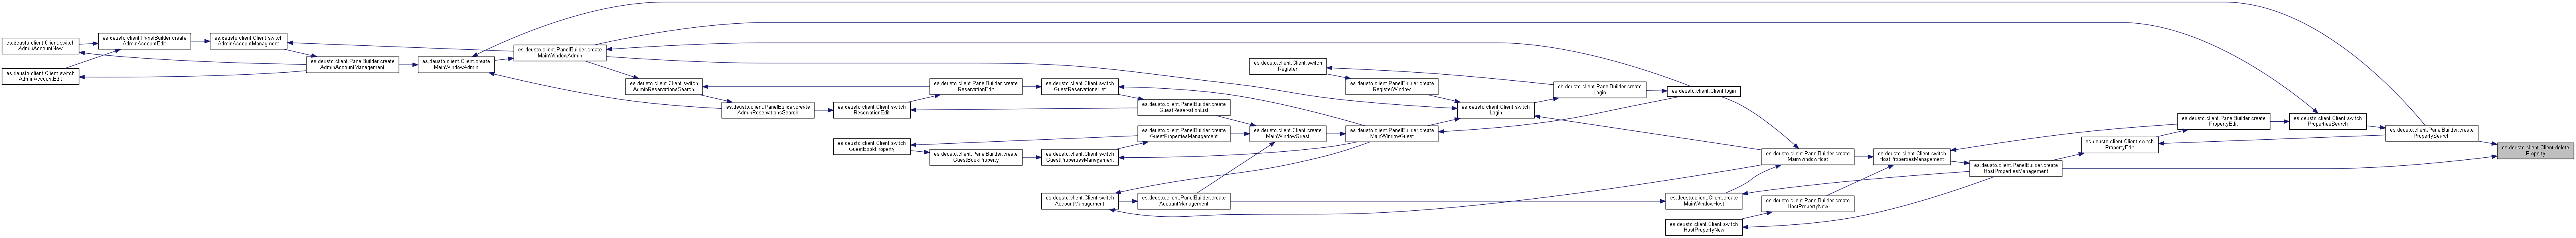 es.deusto.client.Client.switch
AdminAccountNew
es.deusto.client.Client.switch
AdminAccountEdit
es.deusto.client.PanelBuilder.create
AdminAccountEdit
es.deusto.client.Client.switch
AdminAccountManagment
es.deusto.client.PanelBuilder.create
AdminAccountManagement
es.deusto.client.Client.create
MainWindowAdmin
es.deusto.client.PanelBuilder.create
MainWindowAdmin
es.deusto.client.Client.switch
AdminReservationsSearch
es.deusto.client.PanelBuilder.create
AdminReservationsSearch
es.deusto.client.Client.switch
ReservationEdit
es.deusto.client.Client.switch
GuestBookProperty
es.deusto.client.PanelBuilder.create
ReservationEdit
es.deusto.client.PanelBuilder.create
GuestBookProperty
es.deusto.client.Client.switch
GuestReservationsList
es.deusto.client.Client.switch
GuestPropertiesManagement
es.deusto.client.Client.switch
AccountManagement
es.deusto.client.PanelBuilder.create
GuestReservationList
es.deusto.client.PanelBuilder.create
GuestPropertiesManagement
es.deusto.client.PanelBuilder.create
AccountManagement
es.deusto.client.Client.switch
Register
es.deusto.client.Client.create
MainWindowGuest
es.deusto.client.PanelBuilder.create
RegisterWindow
es.deusto.client.PanelBuilder.create
MainWindowGuest
es.deusto.client.Client.switch
Login
es.deusto.client.PanelBuilder.create
Login
es.deusto.client.Client.login
es.deusto.client.Client.create
MainWindowHost
es.deusto.client.Client.switch
HostPropertyNew
es.deusto.client.PanelBuilder.create
MainWindowHost
es.deusto.client.PanelBuilder.create
HostPropertyNew
es.deusto.client.Client.switch
HostPropertiesManagement
es.deusto.client.PanelBuilder.create
HostPropertiesManagement
es.deusto.client.Client.switch
PropertyEdit
es.deusto.client.PanelBuilder.create
PropertyEdit
es.deusto.client.Client.switch
PropertiesSearch
es.deusto.client.PanelBuilder.create
PropertySearch
es.deusto.client.Client.delete
Property